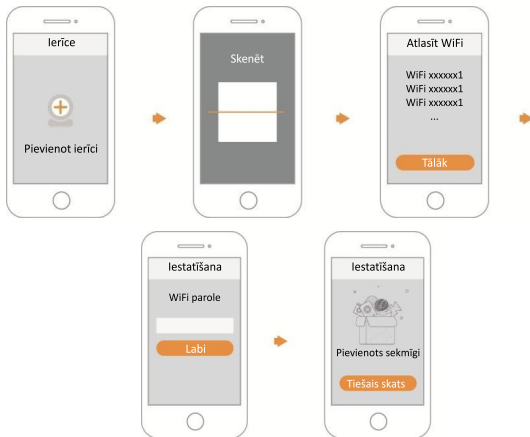 Ierīce
Pievienot ierīci
Skenēt
Atlasīt WiFi
WiFi xxxxxx1
WiFi xxxxxx1
WiFi xxxxxx1
...
Tālāk
Iestatīšana
WiFi parole
Labi
Iestatīšana
Pievienots sekmīgi
Tiešais skats